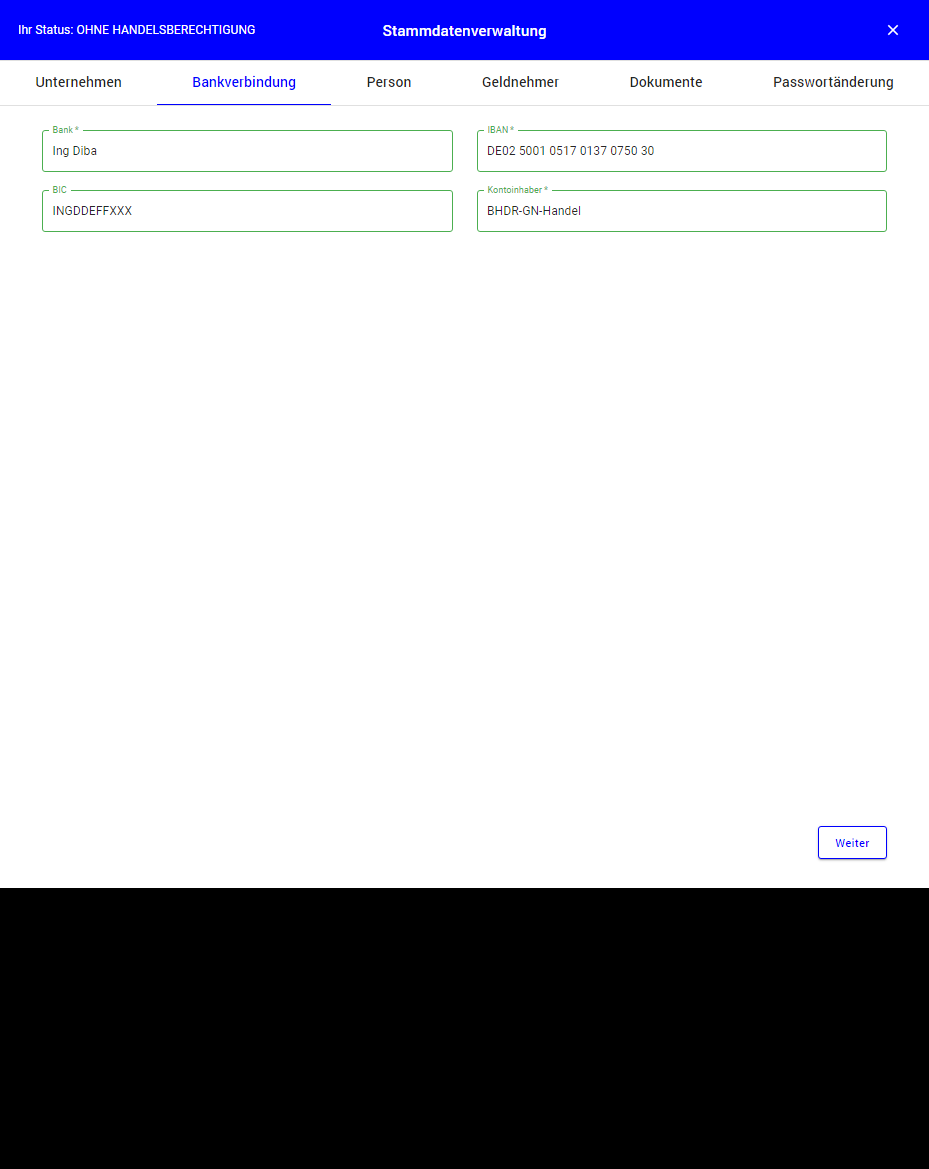 Ihr Status: OHNE HANDELSBERECHTIGUNG
Stammdatenverwaltung
Unternehmen
Bankverbindung
Person
Geldnehmer
Dokumente
Passwortänderung
Bank *
Ing Diba
IBAN *
DE02 5001 0517 0137 0750 30
BIC
INGDDEFFXXX
Kontoinhaber *
BHDR-GN-Handel
Weiter